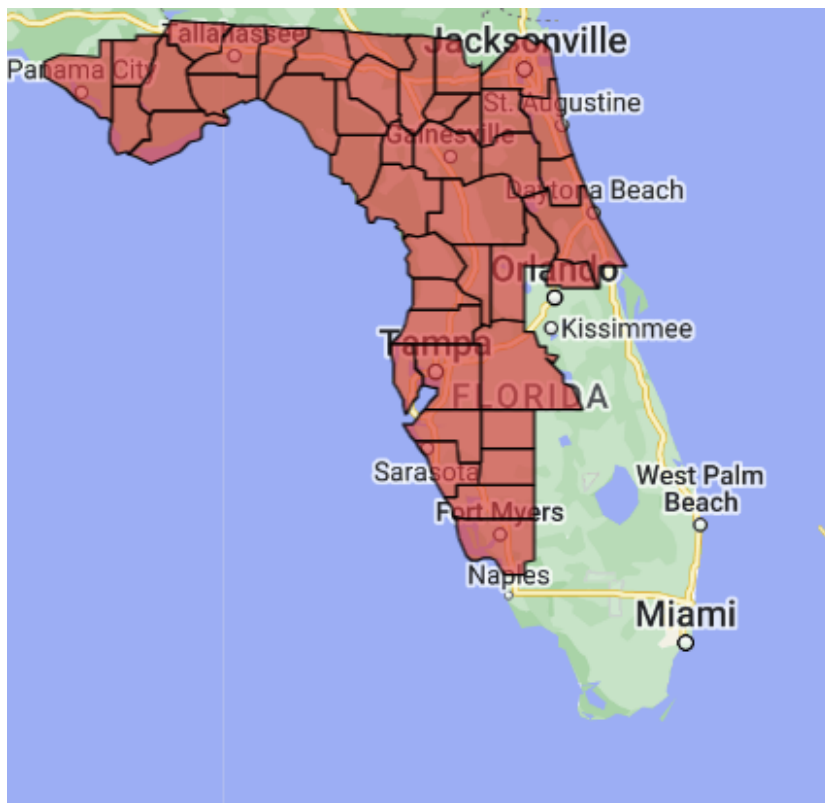 Tallahassee
Jacksonville
Panama City
St. Augustine
Gainesville
Daytona Beach
Orlando
Kissimmee
Tampa
FLORIDA
Sarasota
West Palm
Beach
Fort Myers
Naples
Miami